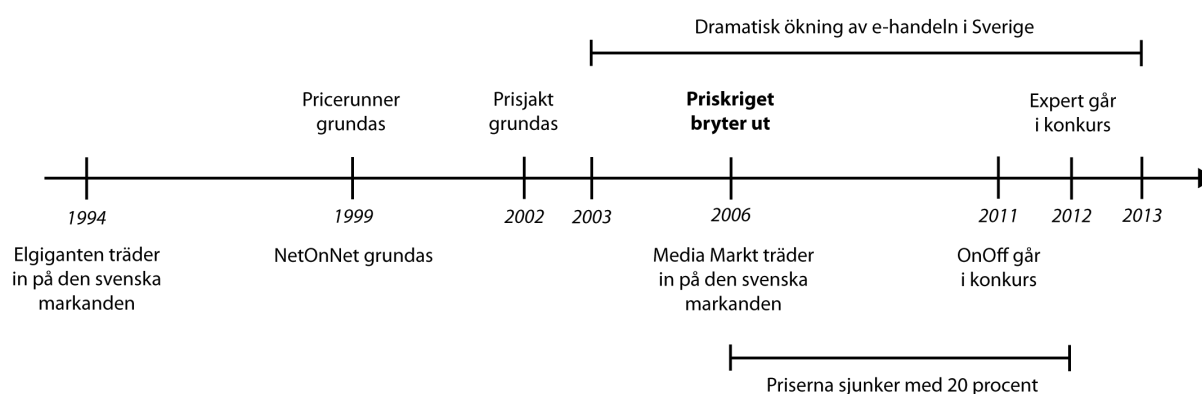 Dramatisk ökning av e-handeln i Sverige
Pricerunner
grundas
Prisjakt
grundas
Priskriget
bryter ut
Expert går
i konkurs
1994
1999
2002
2003
2006
2011
2012
2013
Elgiganten träder
in på den svenska
markanden
NetOnNet grundas
Media Markt träder
in på den svenska
markanden
OnOff går
i konkurs
Priserna sjunker med 20 procent